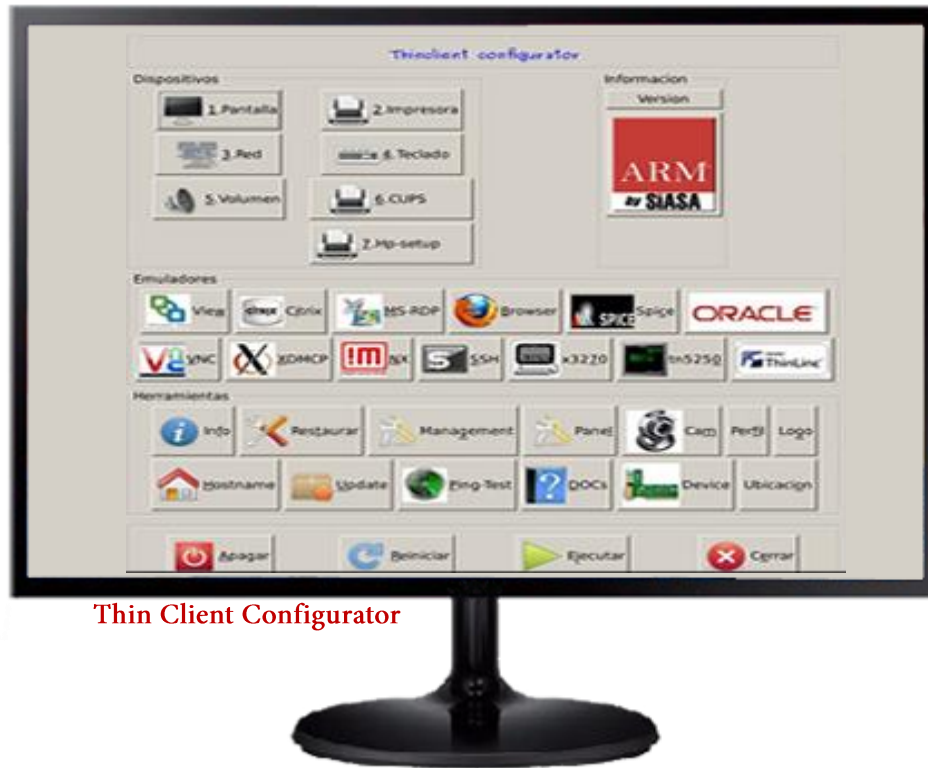 Thinclient configurator
Dispositivos
Informacion
Version
1.Pantalla
2.Impresora
3.Red
4.Teclado
5.Volumen
6.CUPS
7.Hp-setup
ARM
by SiASA
Emuladores
View
CITRIX Citrix
MS-RDP
Browser
SPICE Spice
ORACLE
VNC
XDMCP
!M NX
SSH
x3270
tn5250
ThinLinc
Herramientas
Info
Restaurar
Management
Panel
Cam
Perfil
Logo
Hostname
Update
Ping-Test
DOCs
Device
Ubicacion
Apagar
Reiniciar
Ejecutar
Cerrar
Thin Client Configurator